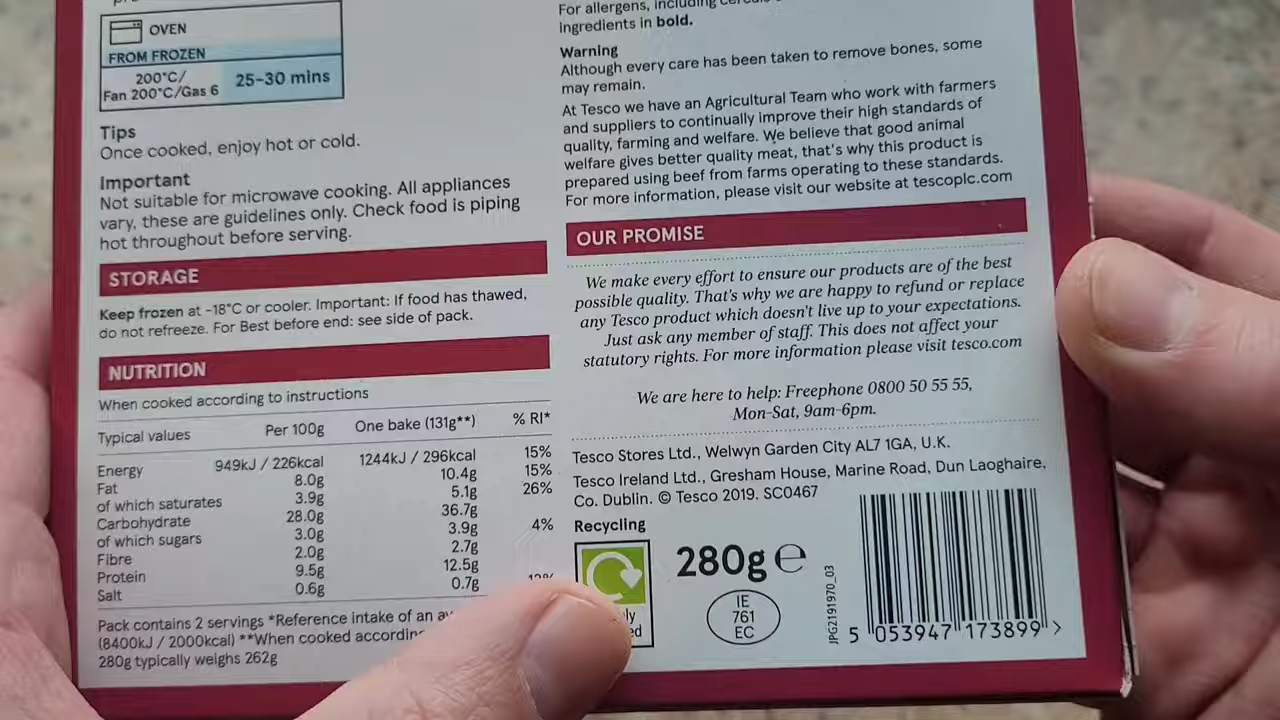 OVEN
FROM FROZEN
200°C/
Fan 200°C/Gas 6
25-30 mins
Tips
Once cooked, enjoy hot or cold.
Important
Not suitable for microwave cooking. All appliances
vary, these are guidelines only. Check food is piping
hot throughout before serving.
STORAGE
Keep frozen at -18°C or cooler. Important: If food has thawed,
do not refreeze. For Best before end: see side of pack.
NUTRITION
When cooked according to instructions
Typical values Per 100g One bake (131g**) % RI*
Energy 949kJ / 226kcal 1244kJ / 296kcal 15%
Fat 8.0g 10.4g 15%
of which saturates 3.9g 5.1g 26%
Carbohydrate 28.0g 36.7g
of which sugars 3.0g 3.9g 4%
Fibre 2.0g 2.7g
Protein 9.5g 12.5g
Salt 0.6g 0.7g 12%
Pack contains 2 servings *Reference intake of an
(8400kJ / 2000kcal) **When cooked
280g typically weighs 262g
For allergens, including
ingredients in bold.
Warning
Although every care has been taken to remove bones, some
may remain.
At Tesco we have an Agricultural Team who work with farmers
and suppliers to continually improve their high standards of
quality, farming and welfare. We believe that good animal
welfare gives better quality meat, that's why this product is
prepared using beef from farms operating to these standards.
For more information, please visit our website at tescoplc.com
OUR PROMISE
We make every effort to ensure our products are of the best
possible quality. That's why we are happy to refund or replace
any Tesco product which doesn't live up to your expectations.
Just ask any member of staff. This does not affect your
statutory rights. For more information please visit tesco.com
We are here to help: Freephone 0800 50 55 55,
Mon-Sat, 9am-6pm.
Tesco Stores Ltd., Welwyn Garden City AL7 1GA, U.K.
Tesco Ireland Ltd., Gresham House, Marine Road, Dun Laoghaire,
Co. Dublin. © Tesco 2019. SC0467
Recycling
280g ℮
IE
761
EC
JPG2191970_03
5 053947 173899 >